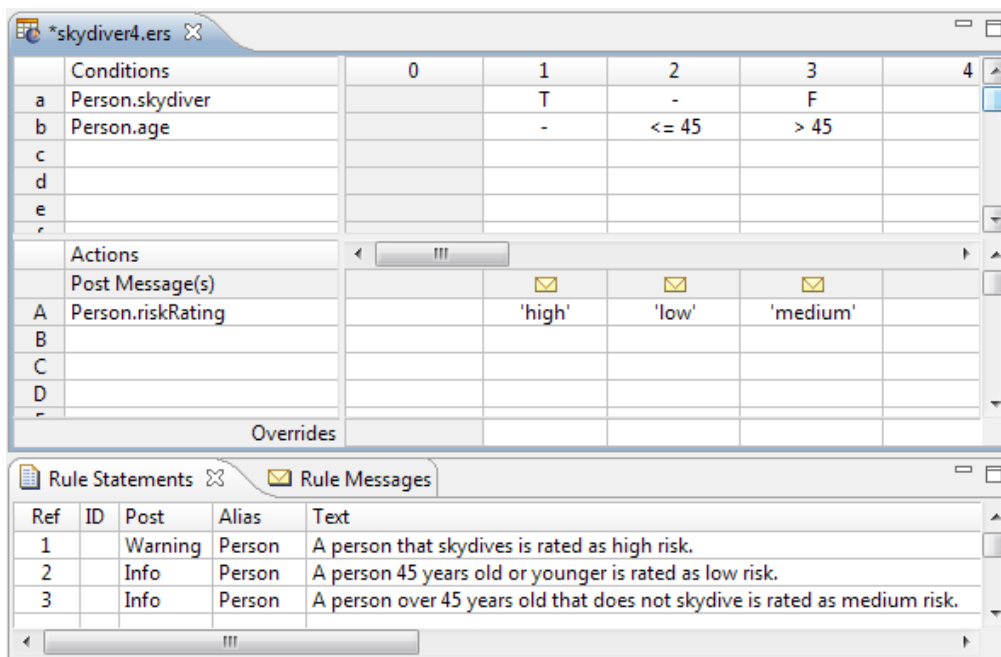 *skydiver4.ers
Conditions 0 1 2 3 4
a Person.skydiver T - F
b Person.age - <= 45 > 45
c
d
e
Actions
Post Message(s)
A Person.riskRating 'high' 'low' 'medium'
B
C
D
Overrides
Rule Statements Rule Messages
Ref ID Post Alias Text
1 Warning Person A person that skydives is rated as high risk.
2 Info Person A person 45 years old or younger is rated as low risk.
3 Info Person A person over 45 years old that does not skydive is rated as medium risk.